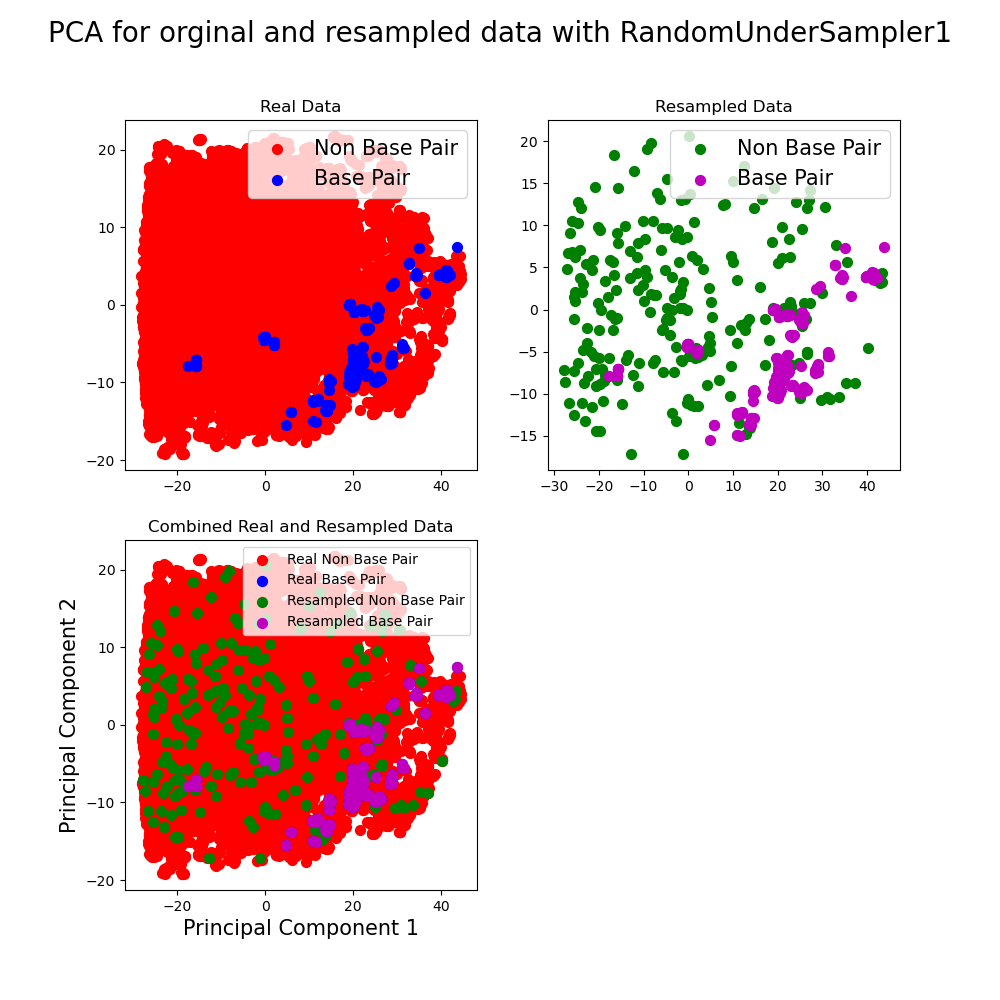 PCA for orginal and resampled data with RandomUnderSampler1
Real Data
Non Base Pair
Base Pair
20
10
0
−10
−20
−20
0
20
40
Resampled Data
Non Base Pair
Base Pair
20
15
10
5
0
−5
−10
−15
−30
−20
−10
0
10
20
30
40
Combined Real and Resampled Data
Real Non Base Pair
Real Base Pair
Resampled Non Base Pair
Resampled Base Pair
Principal Component 2
20
10
0
−10
−20
−20
0
20
40
Principal Component 1